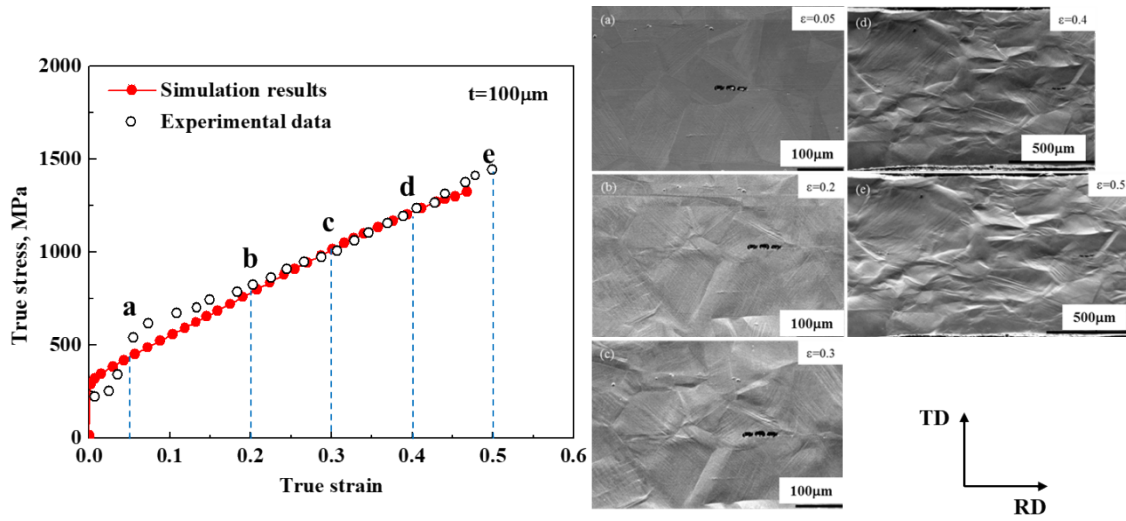 2000
1500
1000
500
0
True stress, MPa
Simulation results
Experimental data
t=100μm
a
b
c
d
e
0.0 0.1 0.2 0.3 0.4 0.5 0.6
True strain
(a) ε=0.05
100μm
(b) ε=0.2
100μm
(c) ε=0.3
100μm
(d) ε=0.4
500μm
(e) ε=0.5
500μm
TD
RD